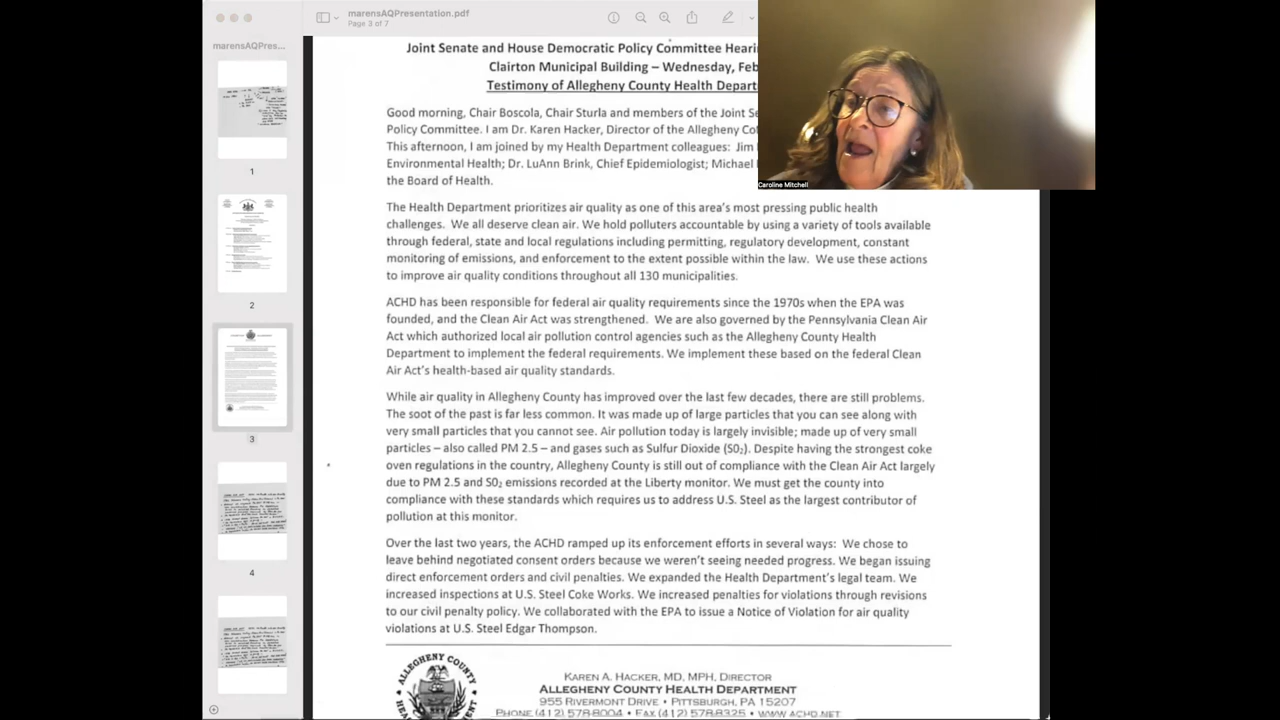 marensAQPresentation.pdf
Page 3 of 7
marensAQPres...
1
2
3
4
Joint Senate and House Democratic Policy Committee Hearin
Clairton Municipal Building – Wednesday, Feb
Testimony of Allegheny County Health Depart
Good morning, Chair Boscola, Chair Sturla and members of the Joint Se
Policy Committee. I am Dr. Karen Hacker, Director of the Allegheny Co
This afternoon, I am joined by my Health Department colleagues: Jim
Environmental Health; Dr. LuAnn Brink, Chief Epidemiologist; Michael
the Board of Health.
Caroline Mitchell
The Health Department prioritizes air quality as one of this area's most pressing public health
challenges. We all deserve clean air. We hold polluters accountable by using a variety of tools available
through federal, state and local regulations including permitting, regulatory development, constant
monitoring of emissions, and enforcement to the extent possible within the law. We use these actions
to improve air quality conditions throughout all 130 municipalities.
ACHD has been responsible for federal air quality requirements since the 1970s when the EPA was
founded, and the Clean Air Act was strengthened. We are also governed by the Pennsylvania Clean Air
Act which authorized local air pollution control agencies such as the Allegheny County Health
Department to implement the federal requirements. We implement these based on the federal Clean
Air Act's health-based air quality standards.
While air quality in Allegheny County has improved over the last few decades, there are still problems.
The soot of the past is far less common. It was made up of large particles that you can see along with
very small particles that you cannot see. Air pollution today is largely invisible; made up of very small
particles – also called PM 2.5 – and gases such as Sulfur Dioxide (S0₂). Despite having the strongest coke
oven regulations in the country, Allegheny County is still out of compliance with the Clean Air Act largely
due to PM 2.5 and S0₂ emissions recorded at the Liberty monitor. We must get the county into
compliance with these standards which requires us to address U.S. Steel as the largest contributor of
pollution at this monitor.
Over the last two years, the ACHD ramped up its enforcement efforts in several ways: We chose to
leave behind negotiated consent orders because we weren't seeing needed progress. We began issuing
direct enforcement orders and civil penalties. We expanded the Health Department's legal team. We
increased inspections at U.S. Steel Coke Works. We increased penalties for violations through revisions
to our civil penalty policy. We collaborated with the EPA to issue a Notice of Violation for air quality
violations at U.S. Steel Edgar Thompson.
ALLEGHENY COUNTY
KAREN A. HACKER, MD, MPH, DIRECTOR
ALLEGHENY COUNTY HEALTH DEPARTMENT
955 RIVERMONT DRIVE • PITTSBURGH, PA 15207
PHONE (412) 578-8004 • FAX (412) 578-8325 • WWW.ACHD.NET